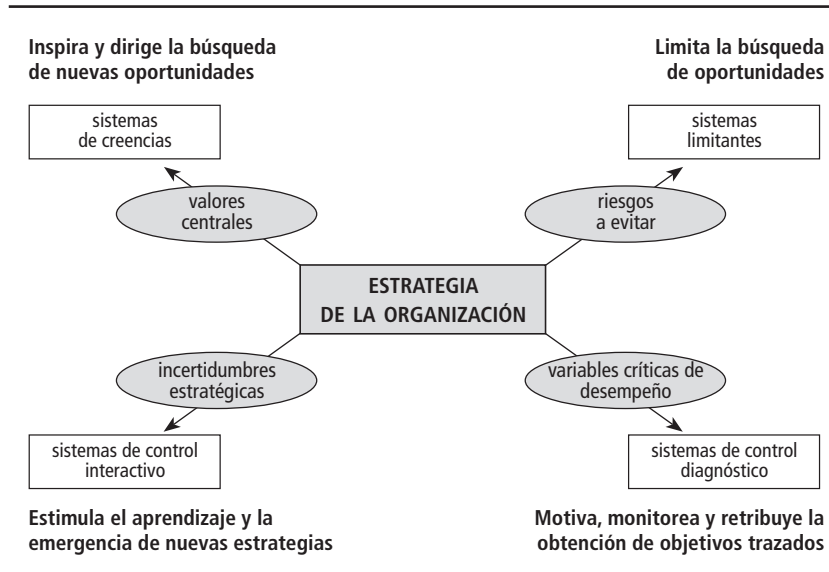 Inspira y dirige la búsqueda
de nuevas oportunidades
Limita la búsqueda
de oportunidades
sistemas
de creencias
sistemas
limitantes
valores
centrales
riesgos
a evitar
ESTRATEGIA
DE LA ORGANIZACIÓN
incertidumbres
estratégicas
variables críticas de
desempeño
sistemas de control
interactivo
sistemas de control
diagnóstico
Estimula el aprendizaje y la
emergencia de nuevas estrategias
Motiva, monitorea y retribuye la
obtención de objetivos trazados